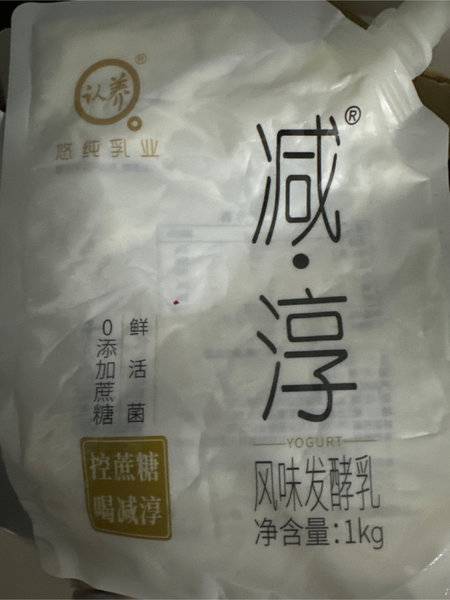 认养®
悠纯乳业
减·淳®
鲜活菌
0添加蔗糖
控蔗糖
喝减淳
YOGURT
风味发酵乳
净含量:1kg